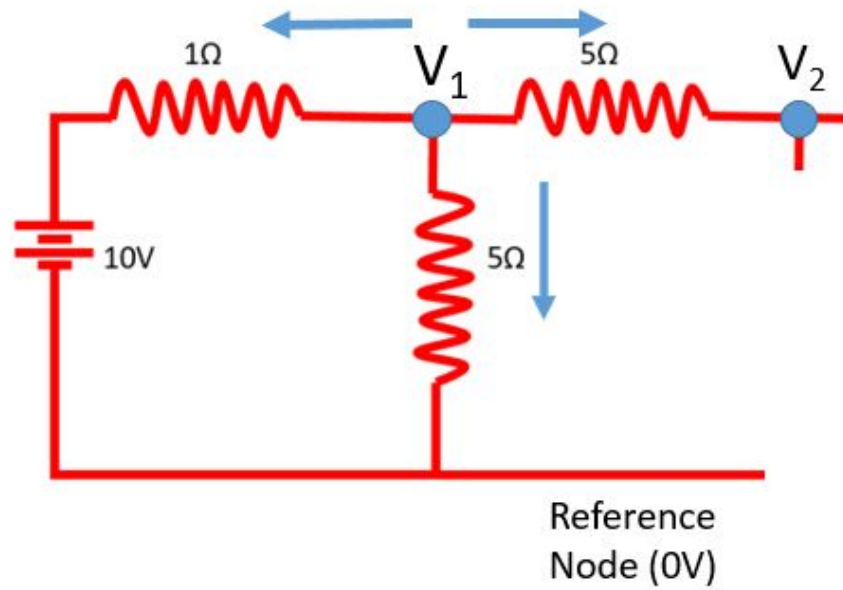 1Ω
V₁
5Ω
V₂
10V
5Ω
Reference
Node (0V)